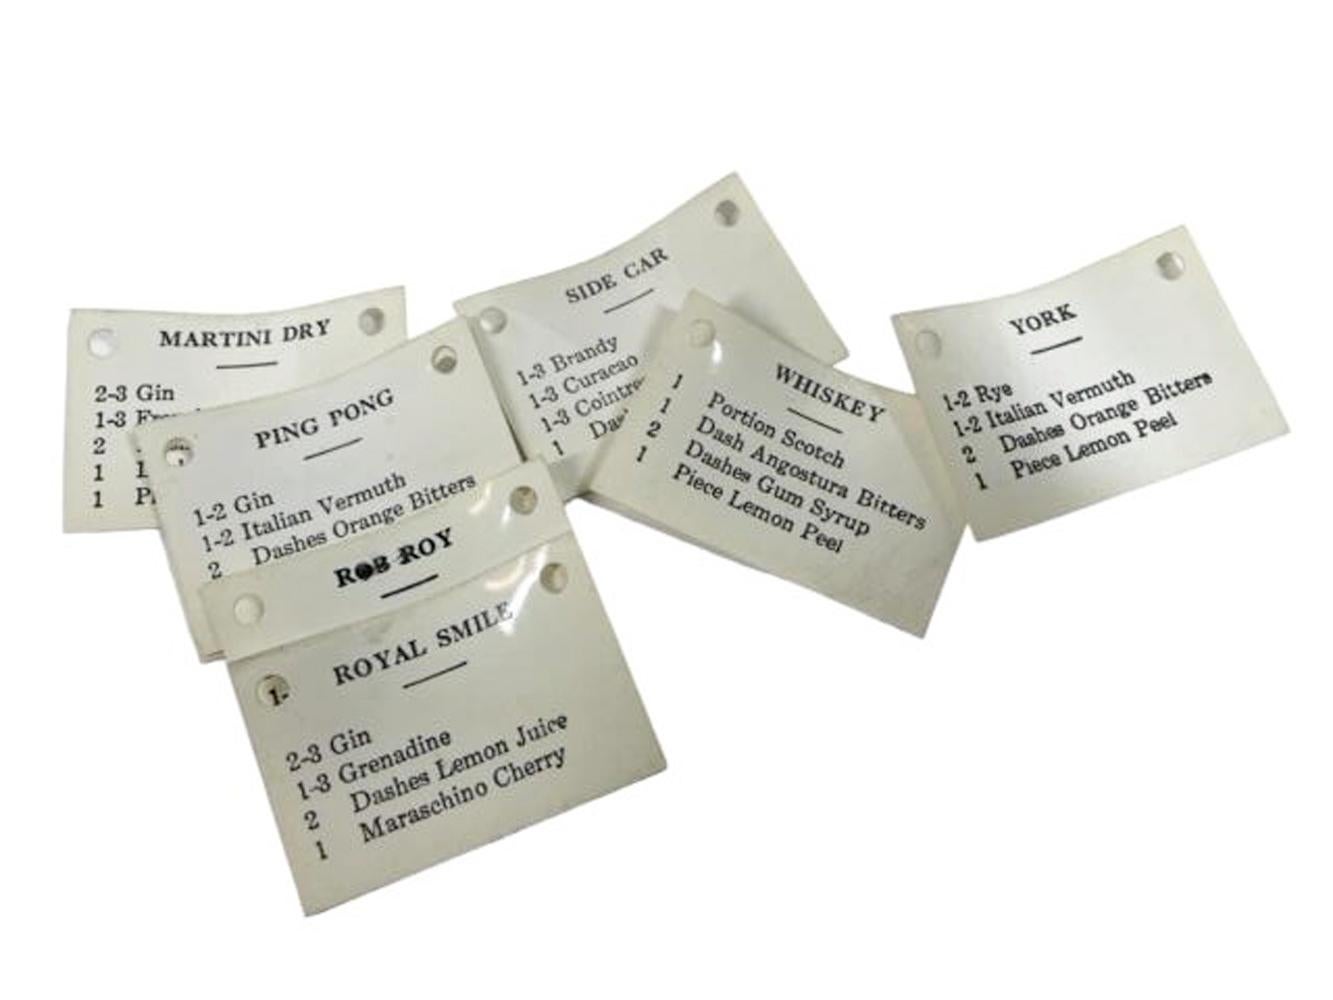 MARTINI DRY
2-3 Gin
1-3
2
1
1
PING PONG
1-2 Gin
1-2 Italian Vermuth
2 Dashes Orange Bitters
ROB ROY
ROYAL SMILE
1-
2-3 Gin
1-3 Grenadine
2 Dashes Lemon Juice
1 Maraschino Cherry
SIDE CAR
1-3 Brandy
1-3 Curacao
1-3
1
WHISKEY
1 Portion Scotch
1 Dash Angostura Bitters
2 Dashes Gum Syrup
1 Piece Lemon Peel
YORK
1-2 Rye
1-2 Italian Vermuth
2 Dashes Orange Bitters
1 Piece Lemon Peel